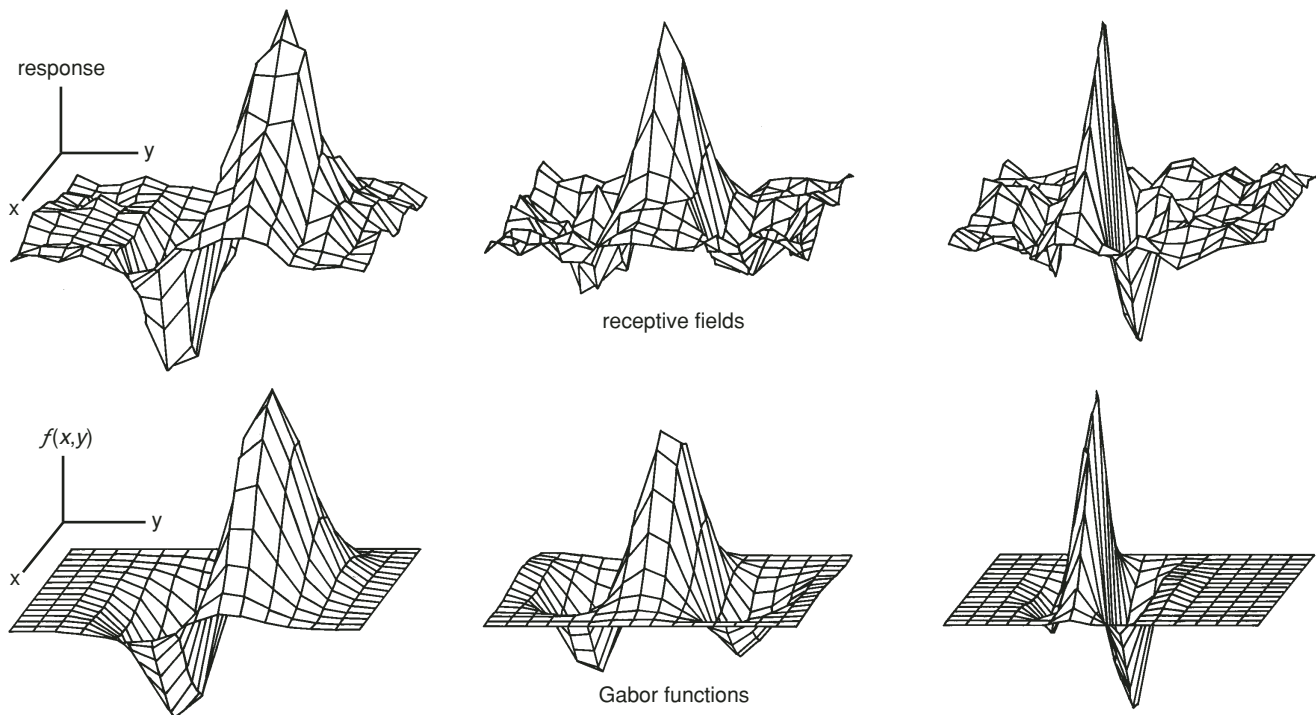 response
y
x
receptive fields
f(x,y)
y
x
Gabor functions